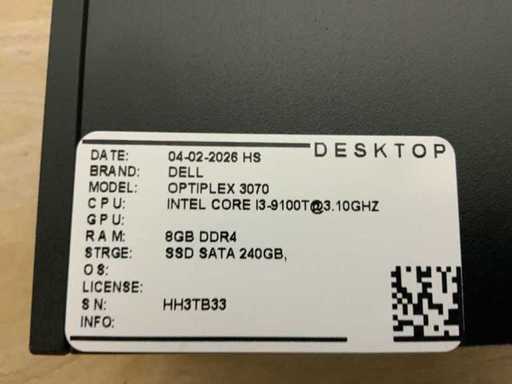 DESKTOP
DATE: 04-02-2026 HS
BRAND: DELL
MODEL: OPTIPLEX 3070
CPU: INTEL CORE I3-9100T@3.10GHZ
GPU:
RAM: 8GB DDR4
STRGE: SSD SATA 240GB,
OS:
LICENSE:
SN: HH3TB33
INFO: